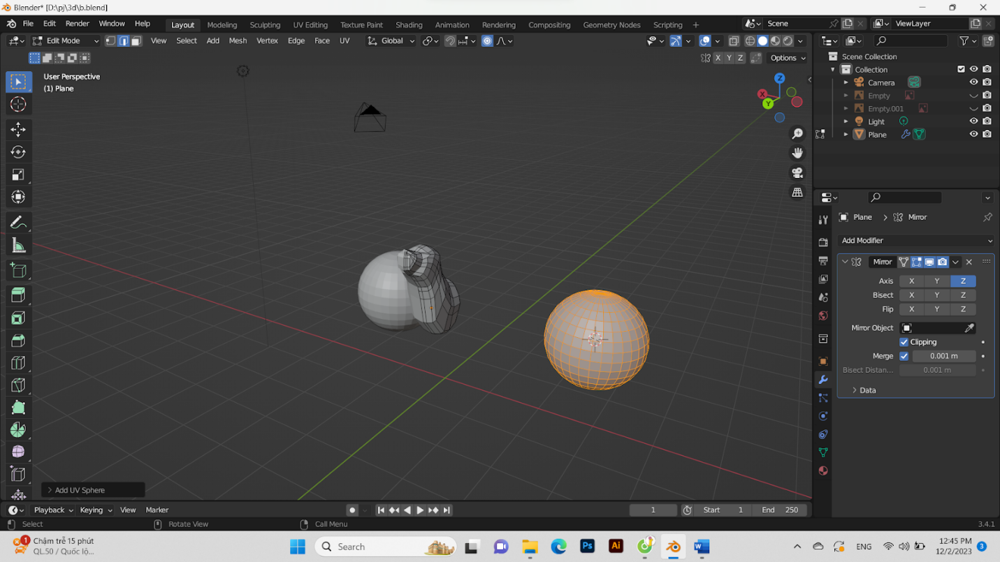 Blender* [D:\pj\3d\b.blend]
File Edit Render Window Help Layout Modeling Sculpting UV Editing Texture Paint Shading Animation Rendering Compositing Geometry Nodes Scripting + Scene ViewLayer
Edit Mode View Select Add Mesh Vertex Edge Face UV Global
X Y Z Options
User Perspective
(1) Plane
Z
X
Y
Scene Collection
Collection
Camera
Empty
Empty.001
Light
Plane
Plane > Mirror
Add Modifier
Mirror
Axis X Y Z
Bisect X Y Z
Flip X Y Z
Mirror Object
Clipping
Merge 0.001 m
Bisect Distan... 0.001 m
> Data
> Add UV Sphere
Playback Keying View Marker 1 Start 1 End 250
Select Rotate View Call Menu 3.4.1
1 Chậm trễ 15 phút
QL.50 / Quốc lộ...
Search
Ps Ai W
ENG
12:45 PM
12/2/2023
3